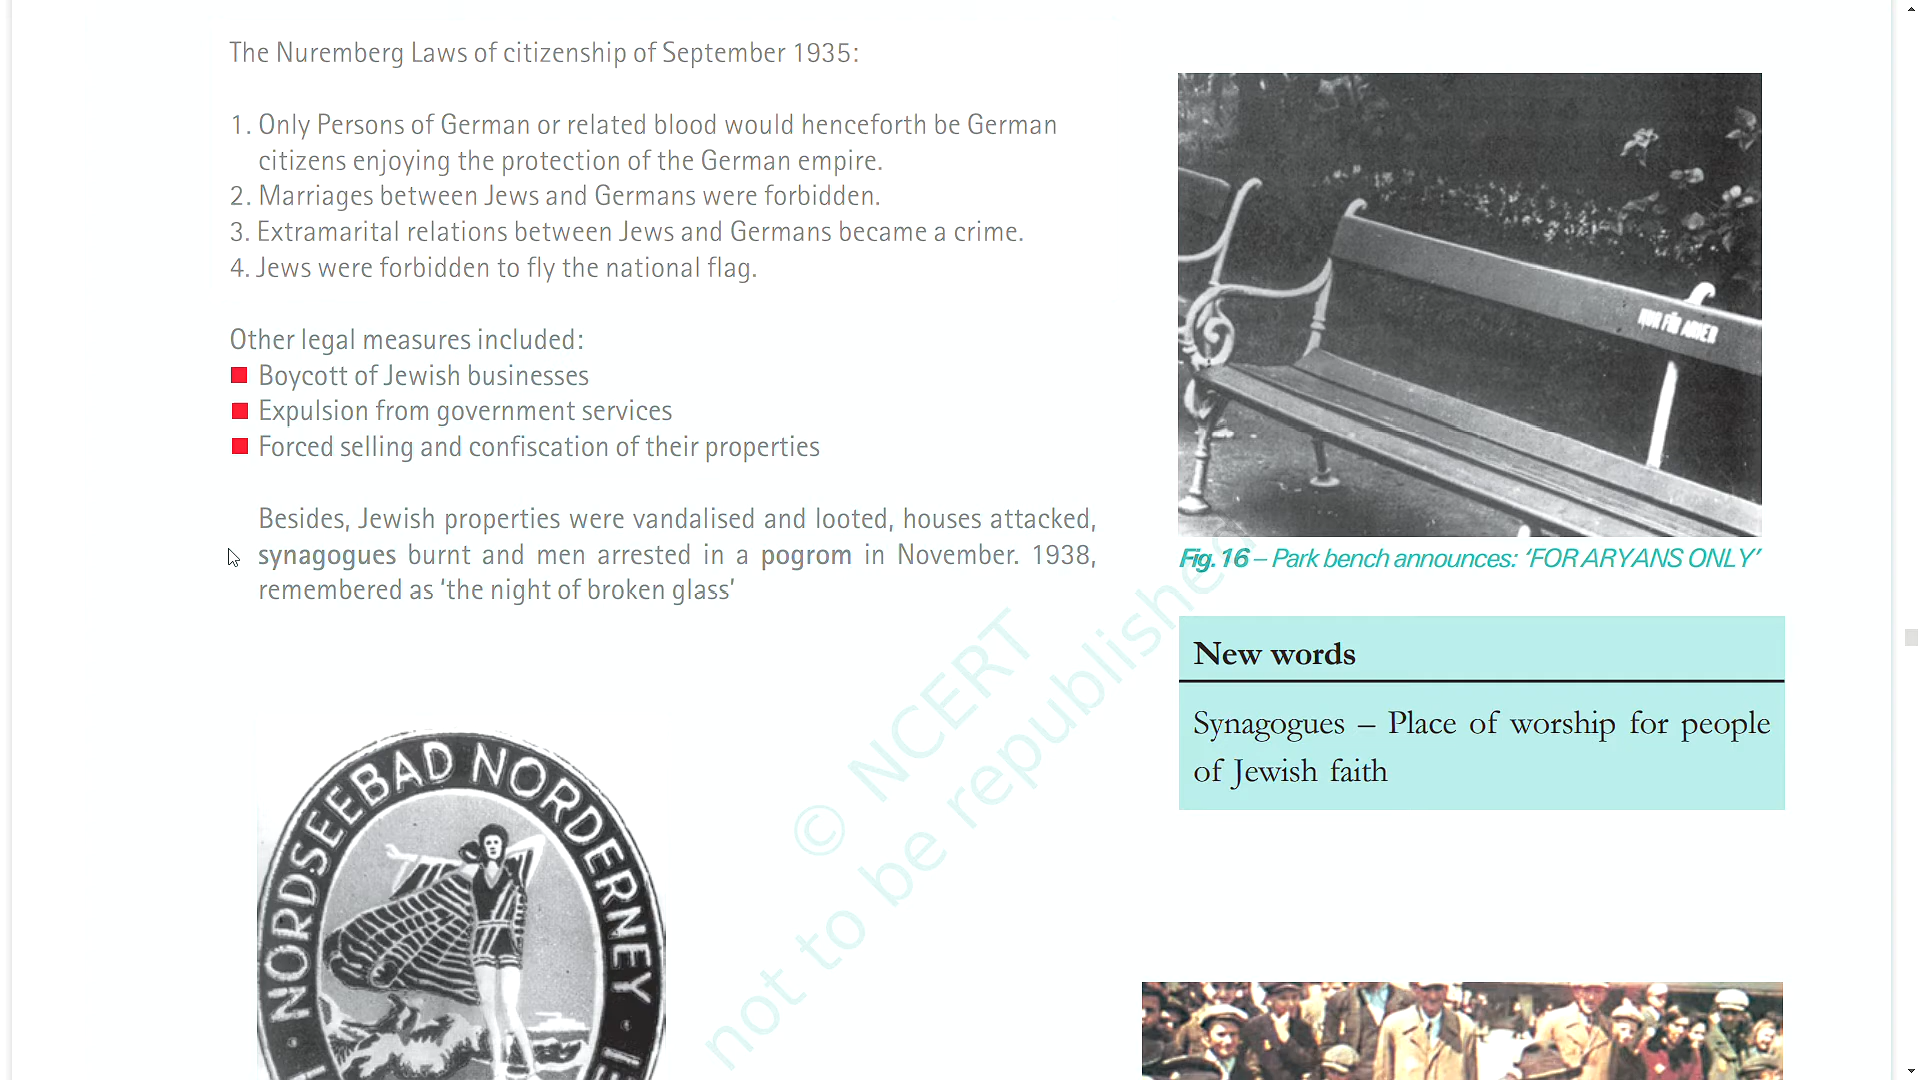 The Nuremberg Laws of citizenship of September 1935:
1. Only Persons of German or related blood would henceforth be German
citizens enjoying the protection of the German empire.
2. Marriages between Jews and Germans were forbidden.
3. Extramarital relations between Jews and Germans became a crime.
4. Jews were forbidden to fly the national flag.
Other legal measures included:
Boycott of Jewish businesses
Expulsion from government services
Forced selling and confiscation of their properties
Besides, Jewish properties were vandalised and looted, houses attacked,
synagogues burnt and men arrested in a pogrom in November. 1938,
remembered as ‘the night of broken glass’
NORDSEEBAD NORDERNEY
NUR FÜR ARIER
Fig. 16 – Park bench announces: ‘FOR ARYANS ONLY’
New words
Synagogues – Place of worship for people
of Jewish faith
© NCERT
not to be republished